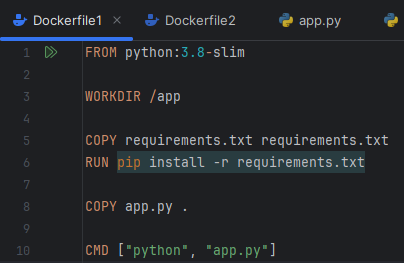 Dockerfile1 × Dockerfile2 app.py
1 FROM python:3.8-slim
2
3 WORKDIR /app
4
5 COPY requirements.txt requirements.txt
6 RUN pip install -r requirements.txt
7
8 COPY app.py .
9
10 CMD ["python", "app.py"]